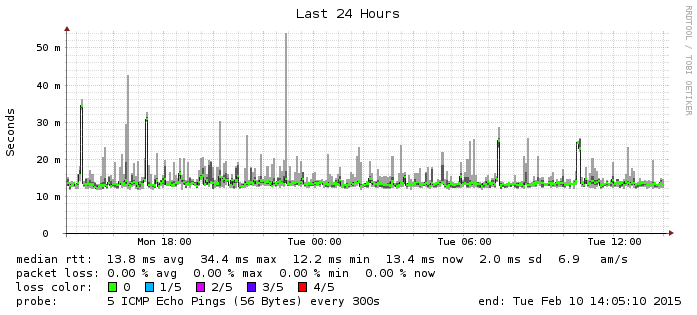 Last 24 Hours
RRDTOOL / TOBI OETIKER
Seconds
50 m
40 m
30 m
20 m
10 m
0
Mon 18:00 Tue 00:00 Tue 06:00 Tue 12:00
median rtt: 13.8 ms avg 34.4 ms max 12.2 ms min 13.4 ms now 2.0 ms sd 6.9 am/s
packet loss: 0.00 % avg 0.00 % max 0.00 % min 0.00 % now
loss color: 0 1/5 2/5 3/5 4/5
probe: 5 ICMP Echo Pings (56 Bytes) every 300s end: Tue Feb 10 14:05:10 2015